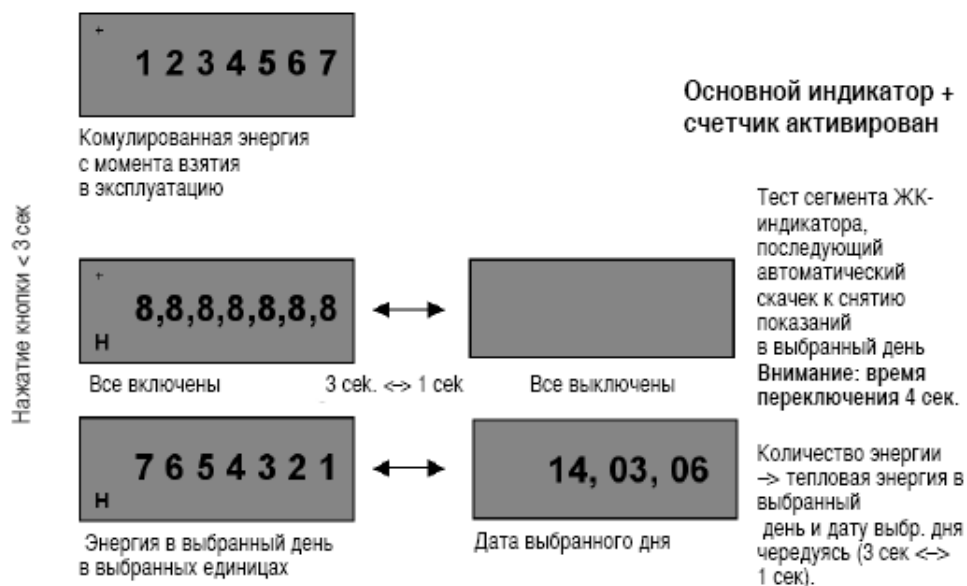 +
1 2 3 4 5 6 7
Основной индикатор +
счетчик активирован
Комулированная энергия
с момента взятия
в эксплуатацию
Нажатие кнопки < 3 сек
+
8,8,8,8,8,8,8
H
Все включены
3 cek. <-> 1 cek
Все выключены
Тест сегмента ЖК-
индикатора,
последующий
автоматический
скачек к снятию
показаний
в выбранный день
Внимание: время
переключения 4 сек.
7 6 5 4 3 2 1
H
14, 03, 06
Энергия в выбранный день
в выбранных единицах
Дата выбранного дня
Количество энергии
–> тепловая энергия в
выбранный
день и дату выбр. дня
чередуясь (3 сек <->
1 сек).